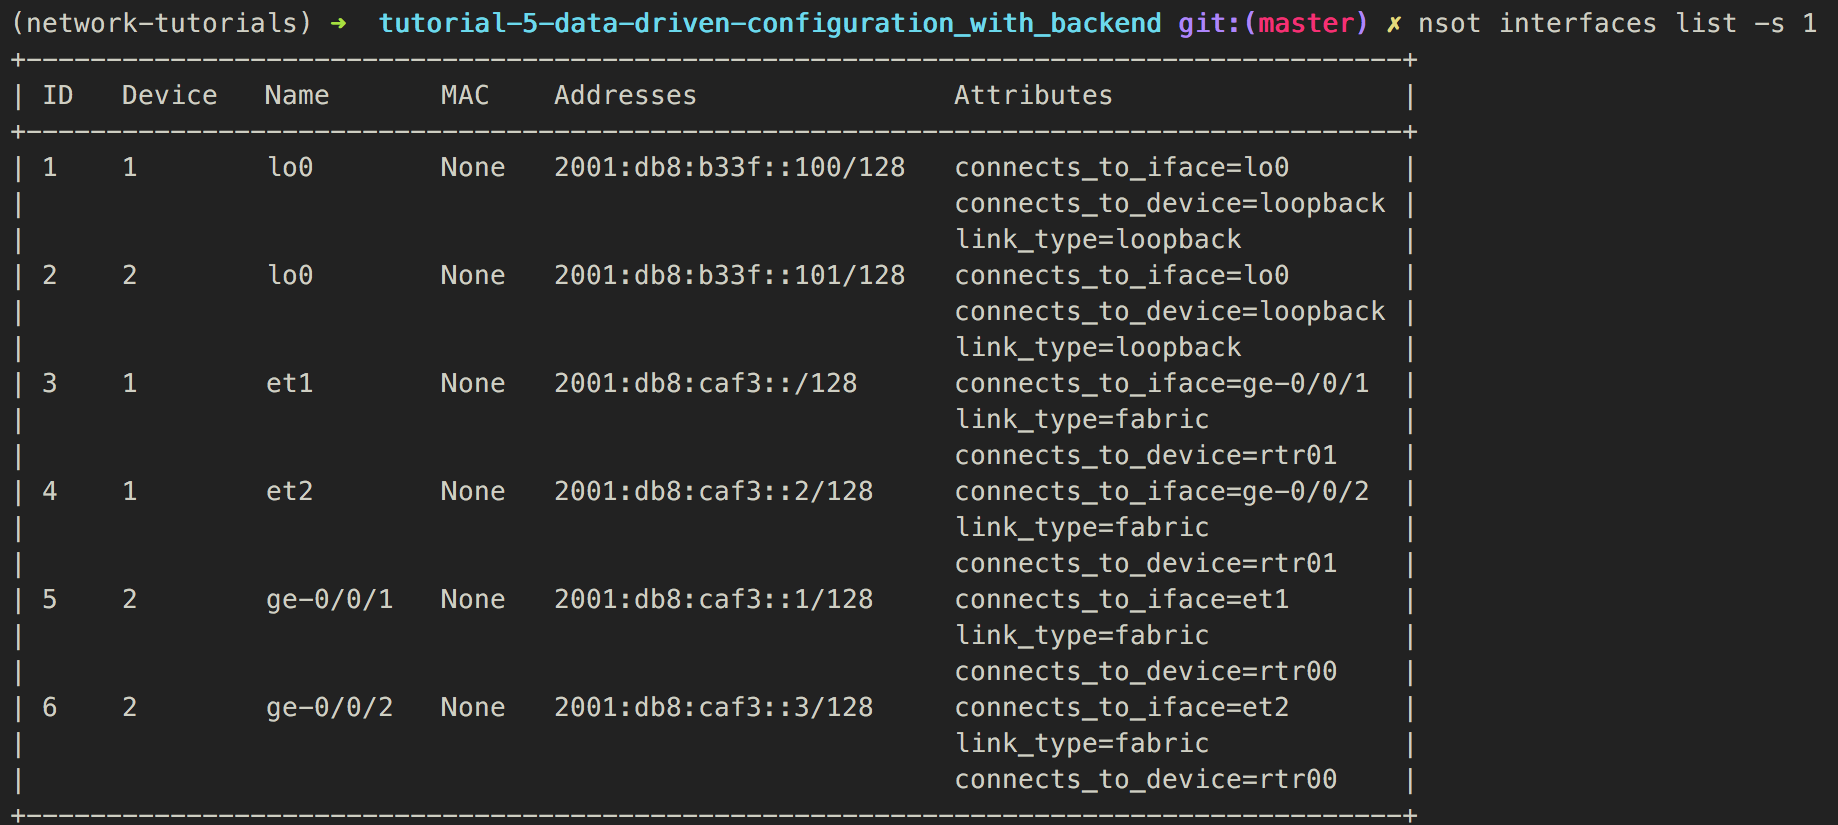 (network-tutorials) ➜  tutorial-5-data-driven-configuration_with_backend git:(master) ✗ nsot interfaces list -s 1
+--------------------------------------------------------------------------------------+
| ID   Device   Name       MAC    Addresses                Attributes                  |
+--------------------------------------------------------------------------------------+
| 1    1        lo0        None   2001:db8:b33f::100/128   connects_to_iface=lo0       |
|                                                          connects_to_device=loopback |
|                                                          link_type=loopback          |
| 2    2        lo0        None   2001:db8:b33f::101/128   connects_to_iface=lo0       |
|                                                          connects_to_device=loopback |
|                                                          link_type=loopback          |
| 3    1        et1        None   2001:db8:caf3::/128      connects_to_iface=ge-0/0/1  |
|                                                          link_type=fabric            |
|                                                          connects_to_device=rtr01    |
| 4    1        et2        None   2001:db8:caf3::2/128     connects_to_iface=ge-0/0/2  |
|                                                          link_type=fabric            |
|                                                          connects_to_device=rtr01    |
| 5    2        ge-0/0/1   None   2001:db8:caf3::1/128     connects_to_iface=et1       |
|                                                          link_type=fabric            |
|                                                          connects_to_device=rtr00    |
| 6    2        ge-0/0/2   None   2001:db8:caf3::3/128     connects_to_iface=et2       |
|                                                          link_type=fabric            |
|                                                          connects_to_device=rtr00    |
+--------------------------------------------------------------------------------------+